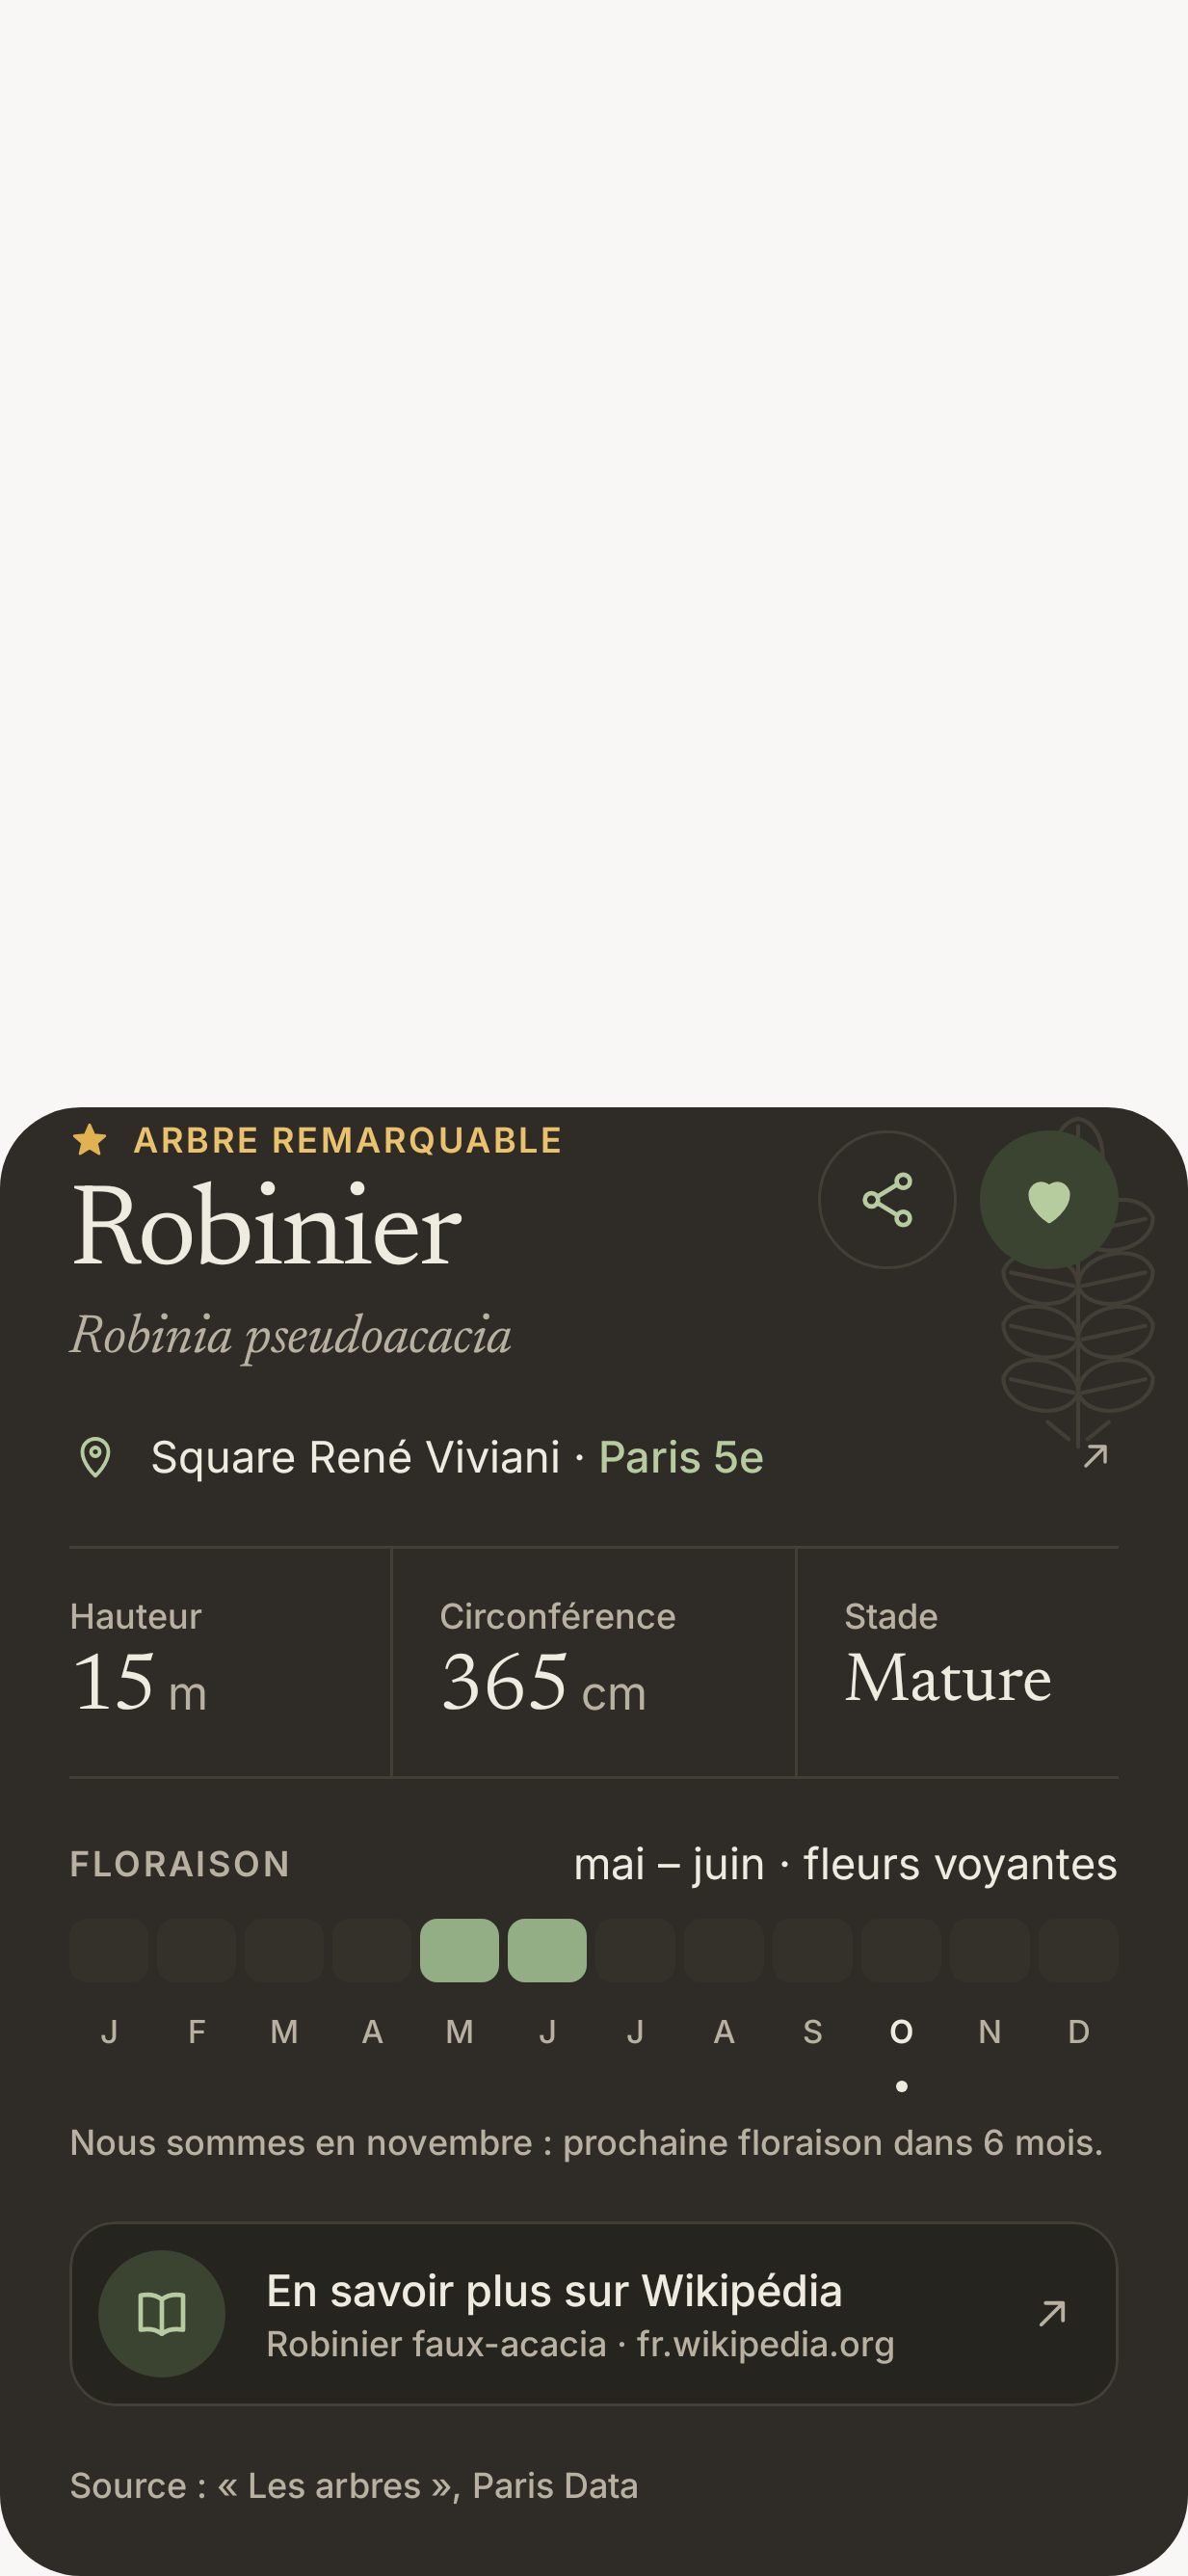 ARBRE REMARQUABLE
Robinier
Robinia pseudoacacia
Square René Viviani · Paris 5e
Hauteur Circonférence Stade
15 m 365 cm Mature
FLORAISON mai – juin · fleurs voyantes
J F M A M J J A S O N D
Nous sommes en novembre : prochaine floraison dans 6 mois.
En savoir plus sur Wikipédia
Robinier faux-acacia · fr.wikipedia.org
Source : « Les arbres », Paris Data